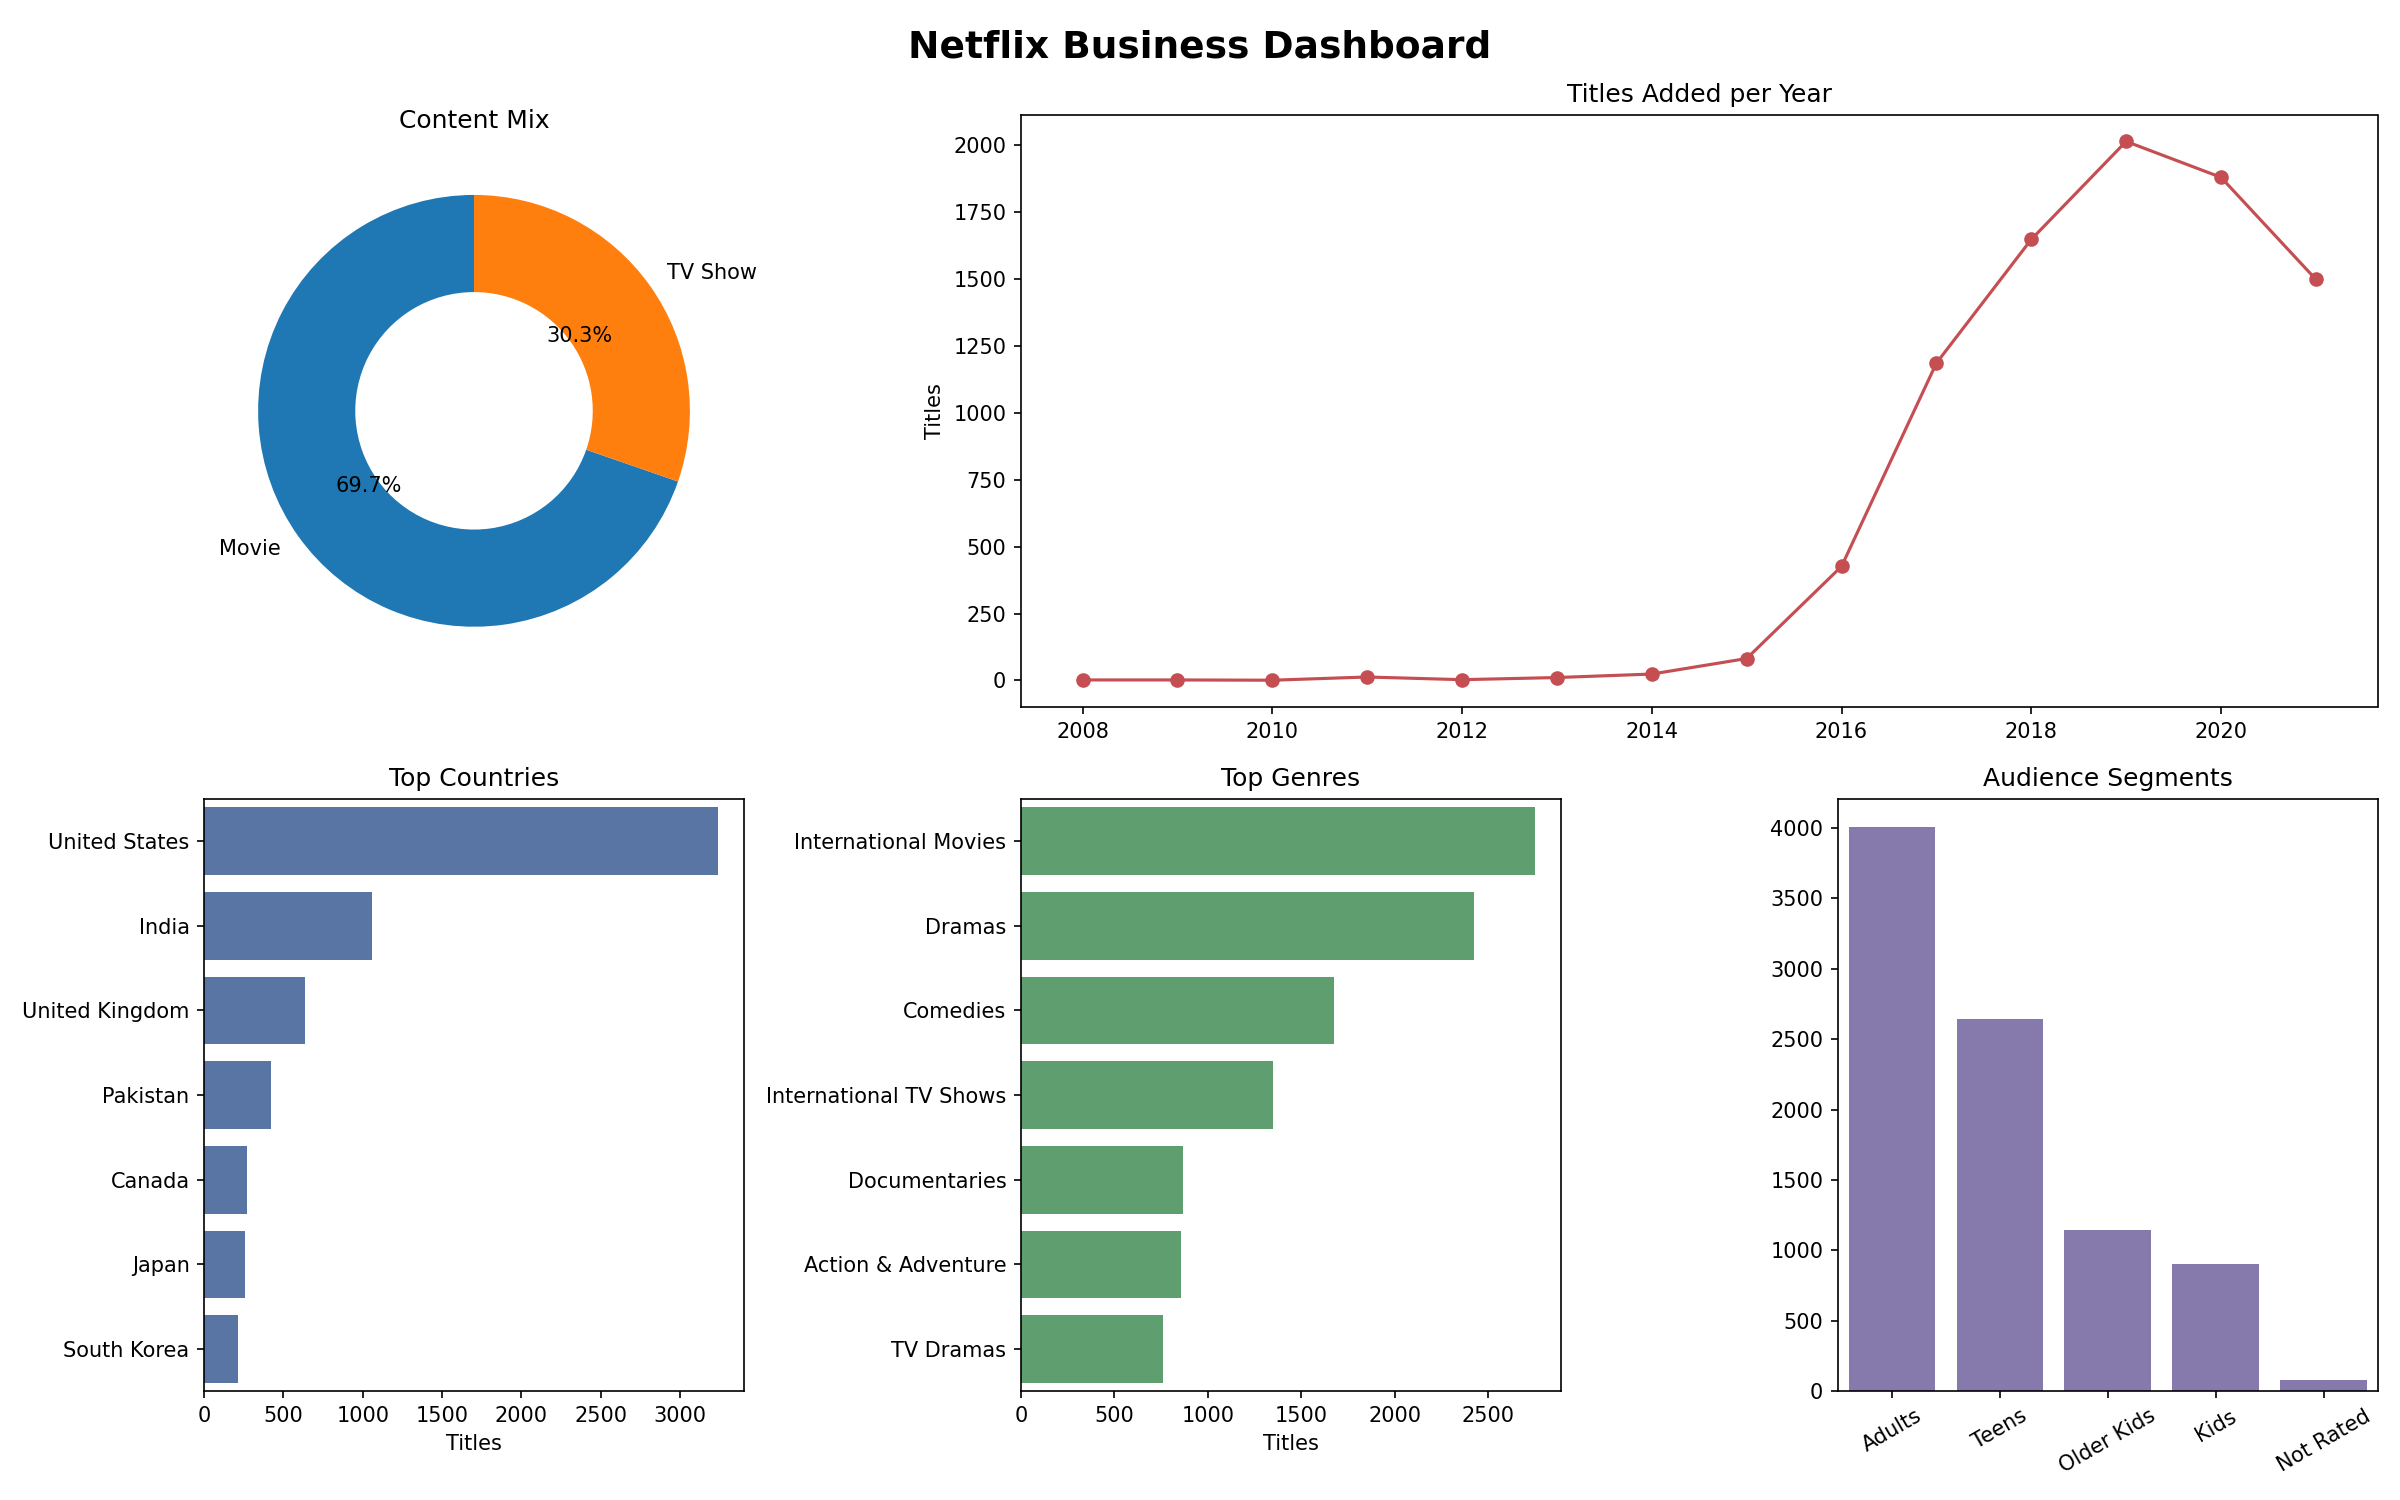 Netflix Business Dashboard
Content Mix
TV Show
30.3%
69.7%
Movie
Titles Added per Year
Titles
2000
1750
1500
1250
1000
750
500
250
0
2008 2010 2012 2014 2016 2018 2020
Top Countries
United States
India
United Kingdom
Pakistan
Canada
Japan
South Korea
0 500 1000 1500 2000 2500 3000
Titles
Top Genres
International Movies
Dramas
Comedies
International TV Shows
Documentaries
Action & Adventure
TV Dramas
0 500 1000 1500 2000 2500
Titles
Audience Segments
4000
3500
3000
2500
2000
1500
1000
500
0
Adults Teens Older Kids Kids Not Rated